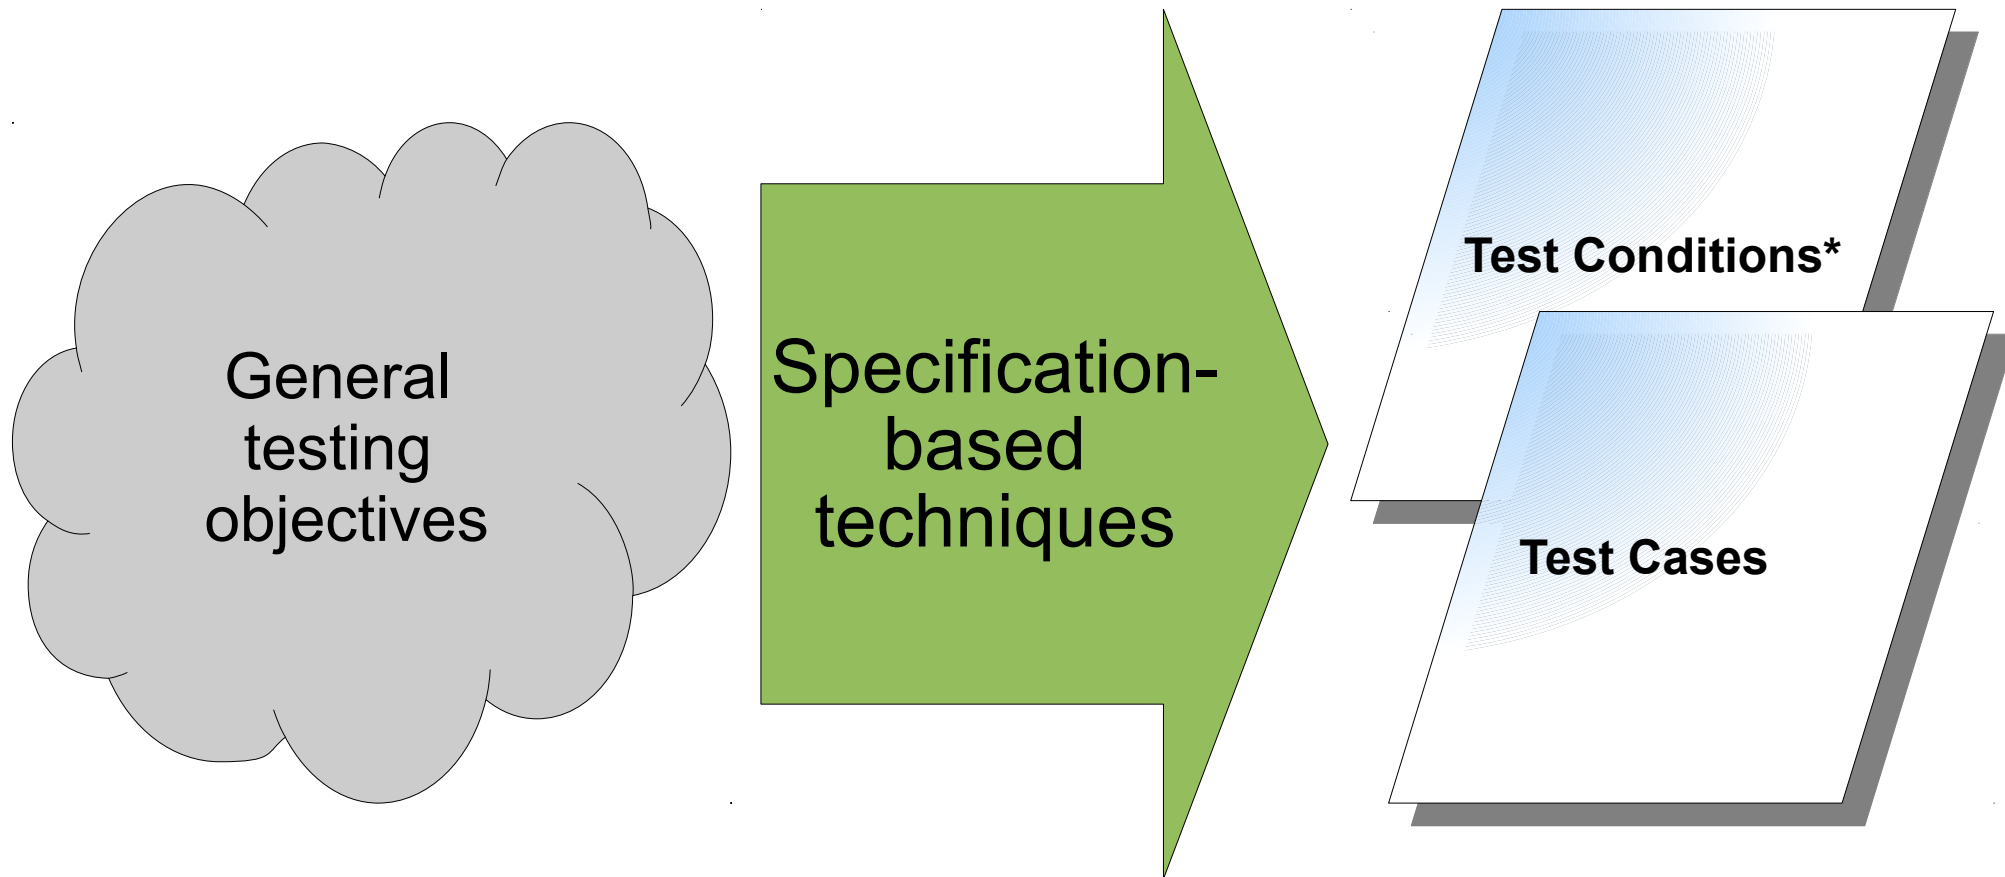 General
testing
objectives
Specification-
based
techniques
Test Conditions*
Test Cases